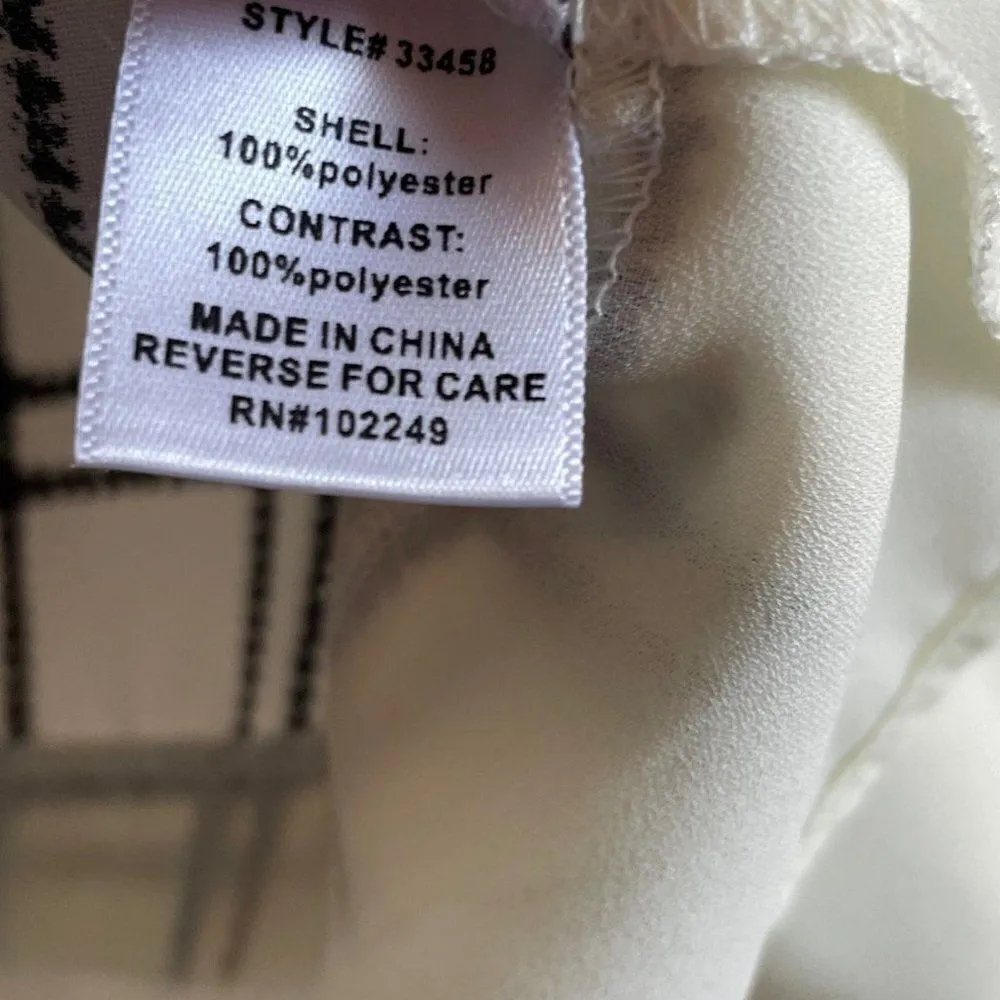 STYLE# 33458
SHELL:
100%polyester
CONTRAST:
100%polyester
MADE IN CHINA
REVERSE FOR CARE
RN#102249